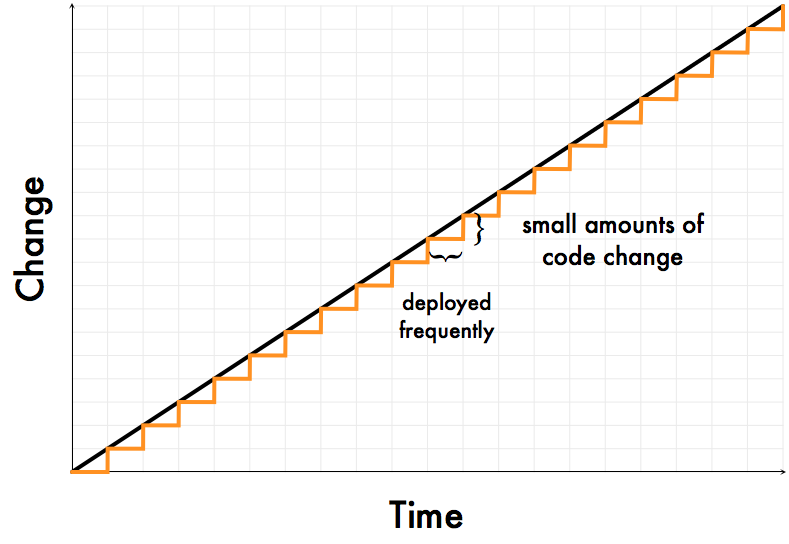 Change
small amounts of
code change
deployed
frequently
Time